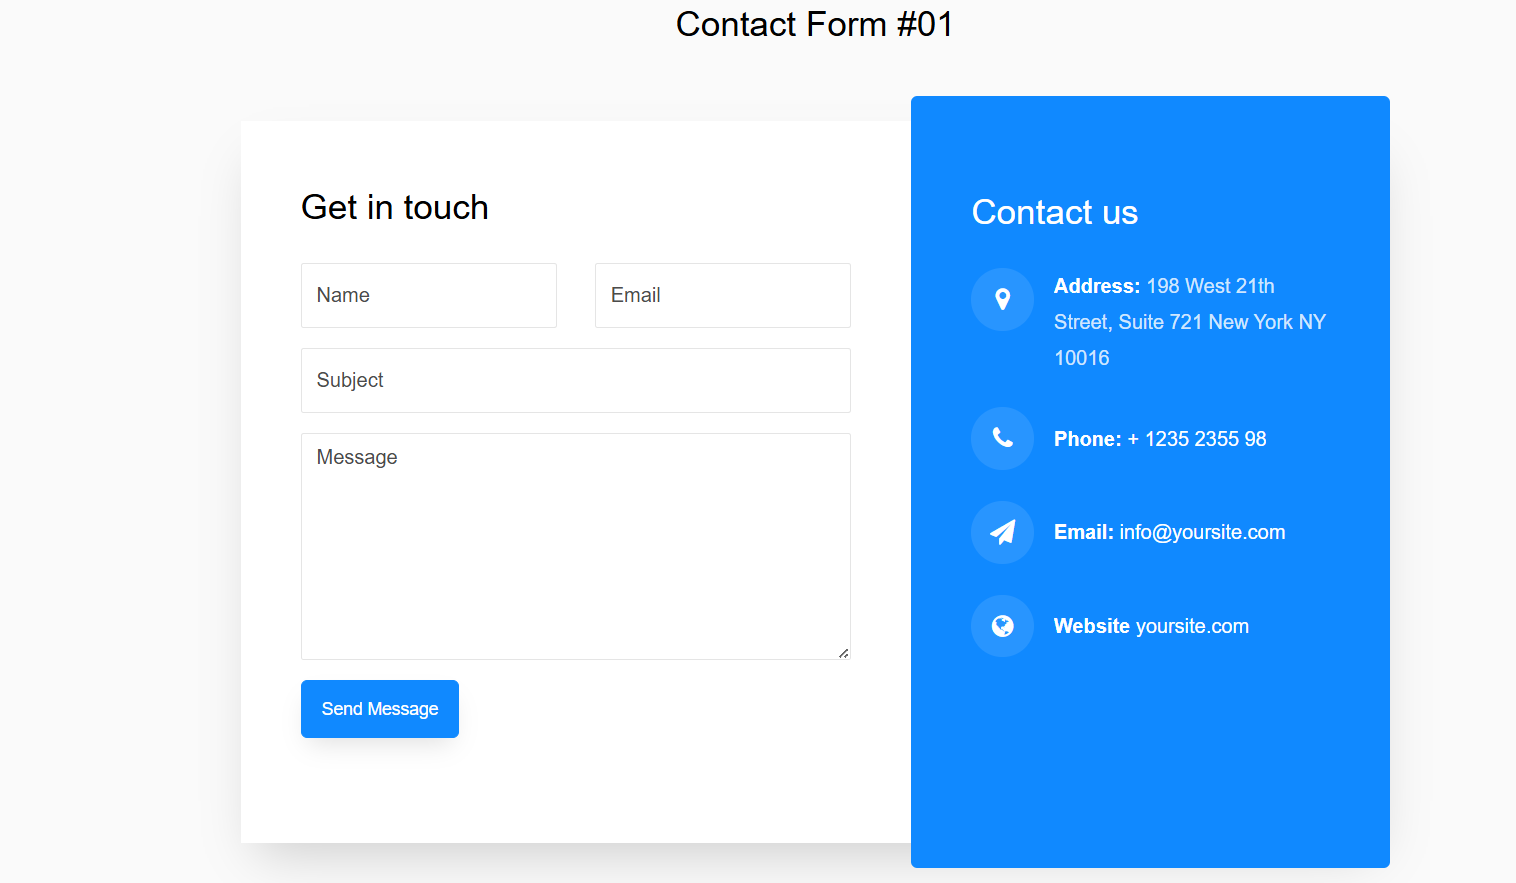 Contact Form #01
Get in touch
Name
Email
Subject
Message
Send Message
Contact us
Address: 198 West 21th
Street, Suite 721 New York NY
10016
Phone: + 1235 2355 98
Email: info@yoursite.com
Website yoursite.com